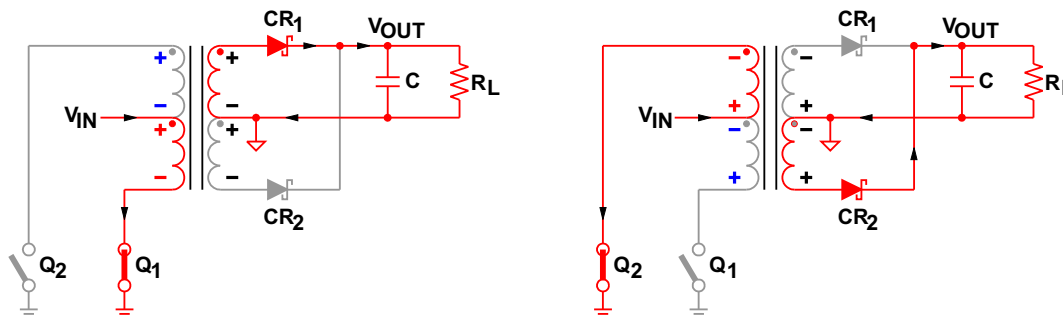 CR1
VOUT
+ +
C
RL
− −
VIN
+ +
− −
CR2
Q2 Q1
CR1
VOUT
− −
C
R
+ +
VIN
− −
+ +
CR2
Q2 Q1